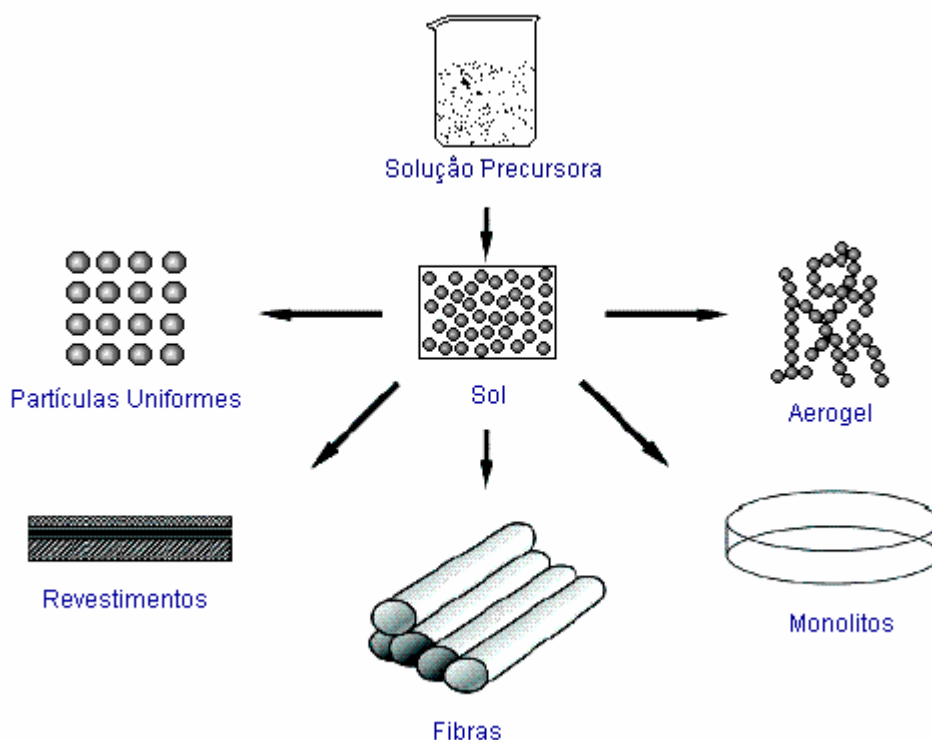 Solução Precursora
Partículas Uniformes
Sol
Aerogel
Revestimentos
Monolitos
Fibras